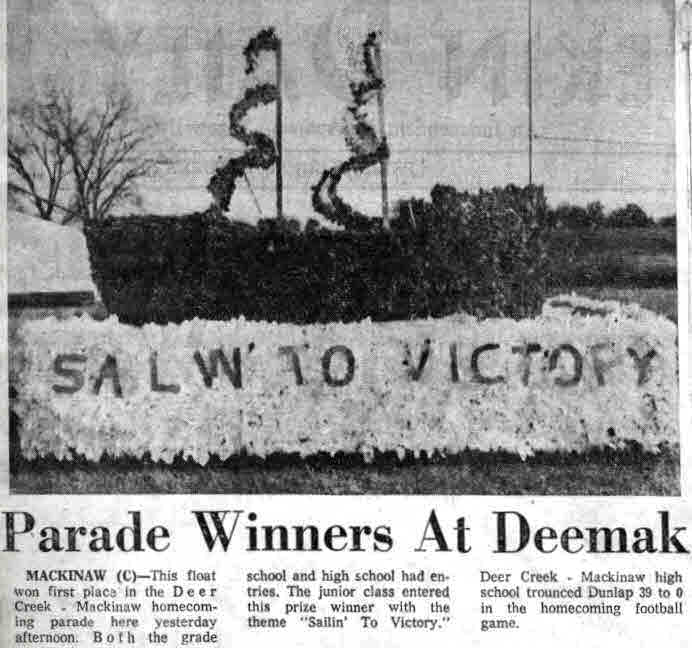 SAILIN' TO VICTORY
Parade Winners At Deemak
MACKINAW (C)—This float
won first place in the Deer
Creek - Mackinaw homecom-
ing parade here yesterday
afternoon. Both the grade
school and high school had en-
tries. The junior class entered
this prize winner with the
theme "Sailin' To Victory."
Deer Creek - Mackinaw high
school trounced Dunlap 39 to 0
in the homecoming football
game.